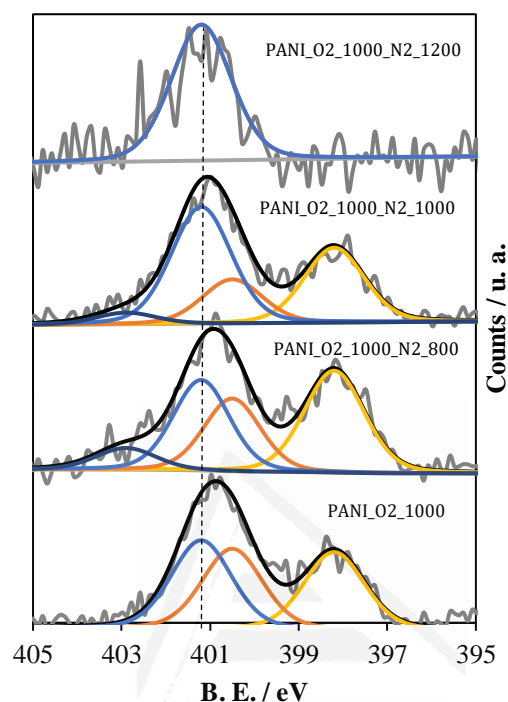 PANI_O2_1000_N2_1200
PANI_O2_1000_N2_1000
PANI_O2_1000_N2_800
PANI_O2_1000
Counts / u. a.
405 403 401 399 397 395
B. E. / eV